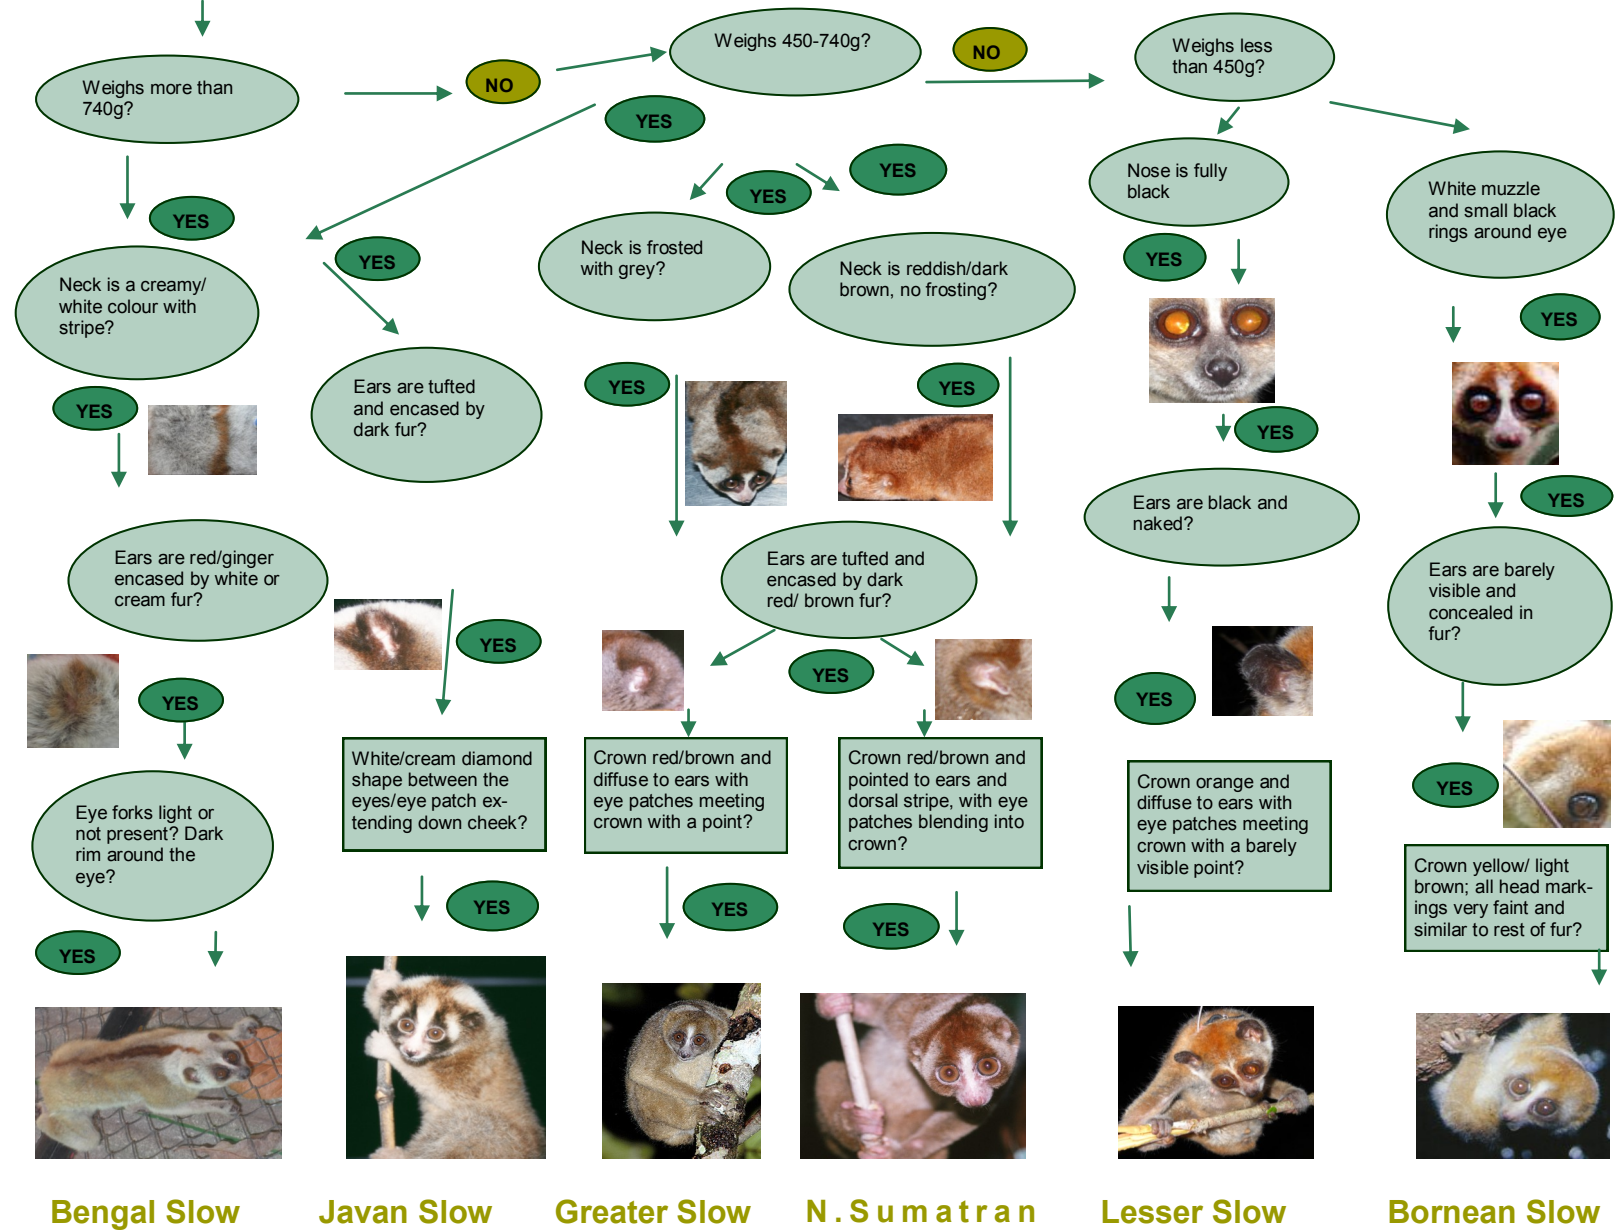 Weighs more than
740g?
NO
Weighs 450-740g?
NO
Weighs less
than 450g?
YES
YES
YES
YES
Nose is fully
black
White muzzle
and small black
rings around eye
YES
Neck is a creamy/
white colour with
stripe?
YES
Neck is frosted
with grey?
Neck is reddish/dark
brown, no frosting?
YES
YES
YES
Ears are tufted
and encased by
dark fur?
YES
YES
YES
Ears are black and
naked?
YES
Ears are red/ginger
encased by white or
cream fur?
YES
Ears are tufted and
encased by dark
red/ brown fur?
YES
Ears are barely
visible and
concealed in
fur?
YES
YES
YES
Eye forks light or
not present? Dark
rim around the
eye?
White/cream diamond
shape between the
eyes/eye patch ex-
tending down cheek?
Crown red/brown and
diffuse to ears with
eye patches meeting
crown with a point?
Crown red/brown and
pointed to ears and
dorsal stripe, with eye
patches blending into
crown?
Crown orange and
diffuse to ears with
eye patches meeting
crown with a barely
visible point?
Crown yellow/ light
brown; all head mark-
ings very faint and
similar to rest of fur?
YES
YES
YES
YES
Bengal Slow
Javan Slow
Greater Slow
N.Sumatran
Lesser Slow
Bornean Slow